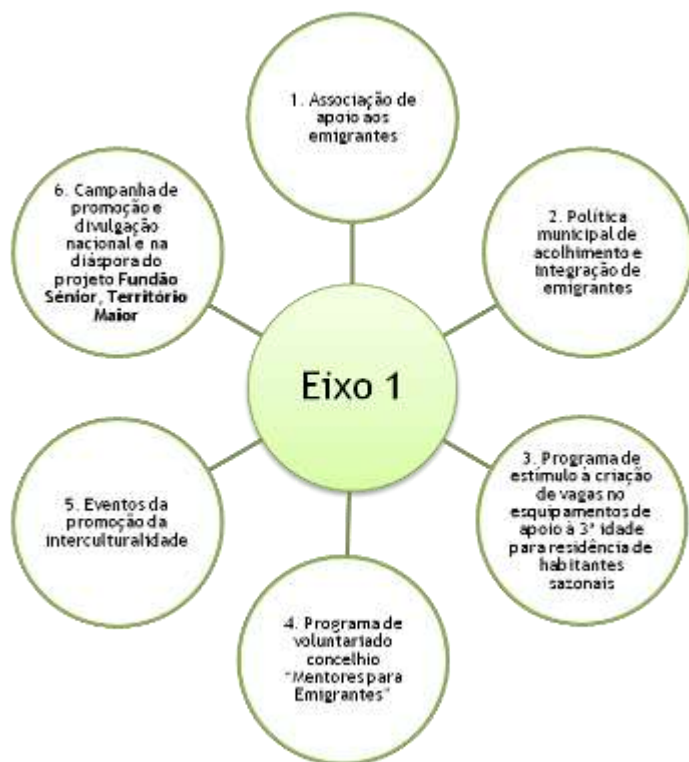 1. Associação de
apoio aos
emigrantes
2. Política
municipal de
acolhimento e
integração de
emigrantes
3. Programa de
estímulo à criação
de vagas no
esquipamentos de
apoio à 3ª idade
para residência de
habitantes
sazonais
4. Programa de
voluntariado
concelhio
"Mentores para
Emigrantes"
5. Eventos da
promoção da
interculturalidade
6. Campanha de
promoção e
divulgação
nacional e na
diáspora do
projeto Fundão
Sénior, Território
Maior
Eixo 1